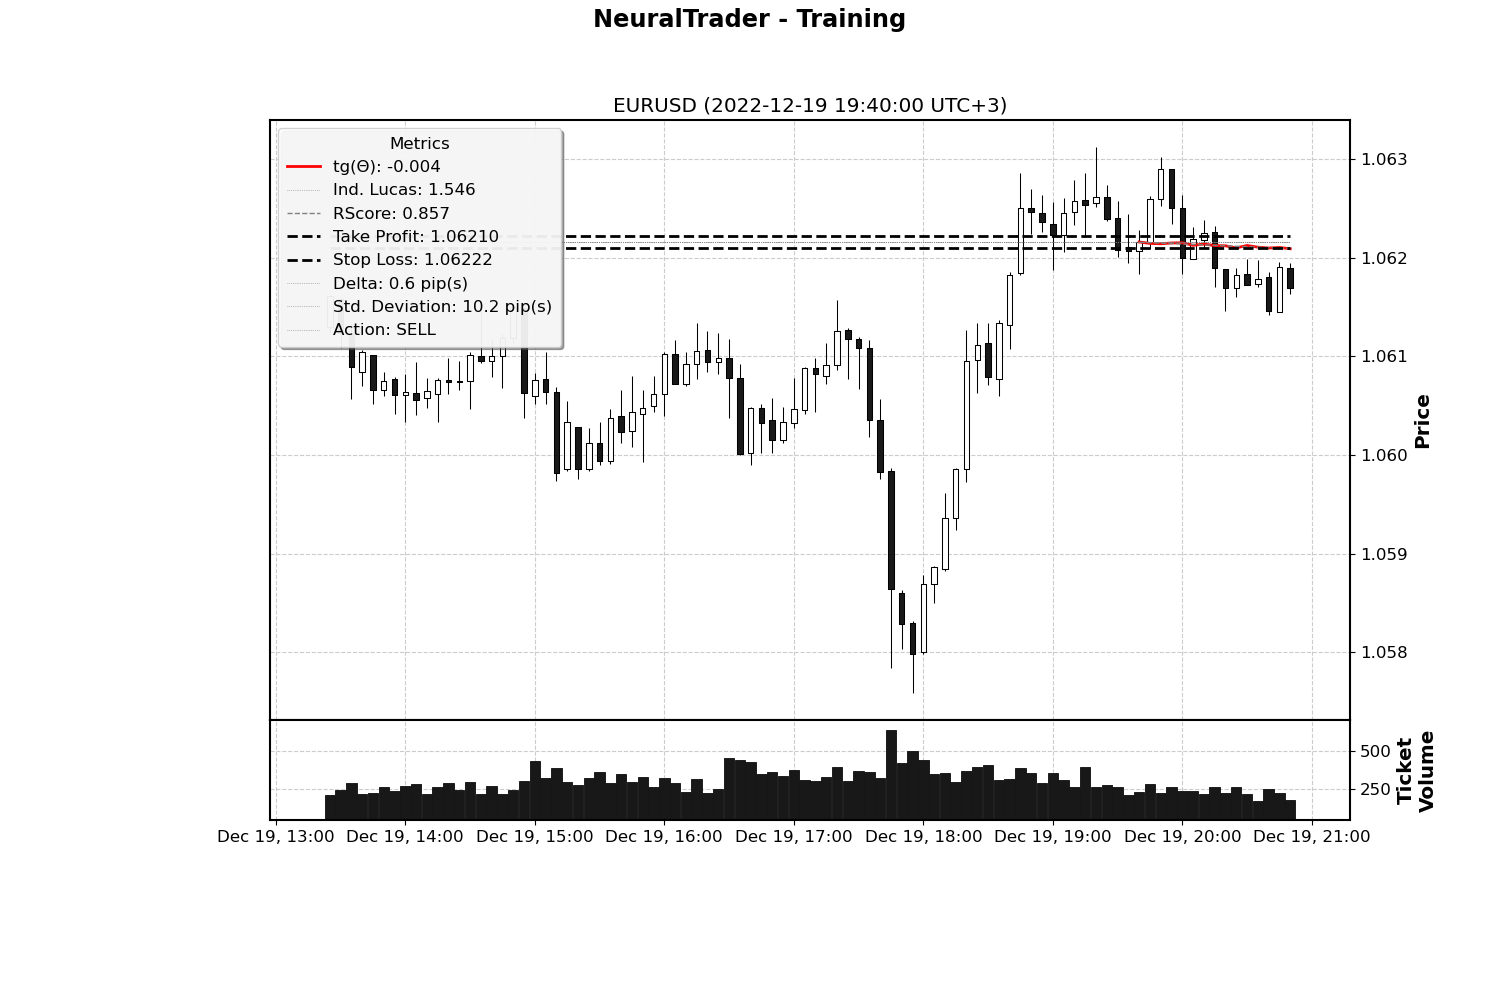 NeuralTrader - Training
EURUSD (2022-12-19 19:40:00 UTC+3)
Metrics
tg(Θ): -0.004
Ind. Lucas: 1.546
RScore: 0.857
Take Profit: 1.06210
Stop Loss: 1.06222
Delta: 0.6 pip(s)
Std. Deviation: 10.2 pip(s)
Action: SELL
1.063
1.062
1.061
1.060
1.059
1.058
Price
500
250
Ticket
Volume
Dec 19, 13:00 Dec 19, 14:00 Dec 19, 15:00 Dec 19, 16:00 Dec 19, 17:00 Dec 19, 18:00 Dec 19, 19:00 Dec 19, 20:00 Dec 19, 21:00